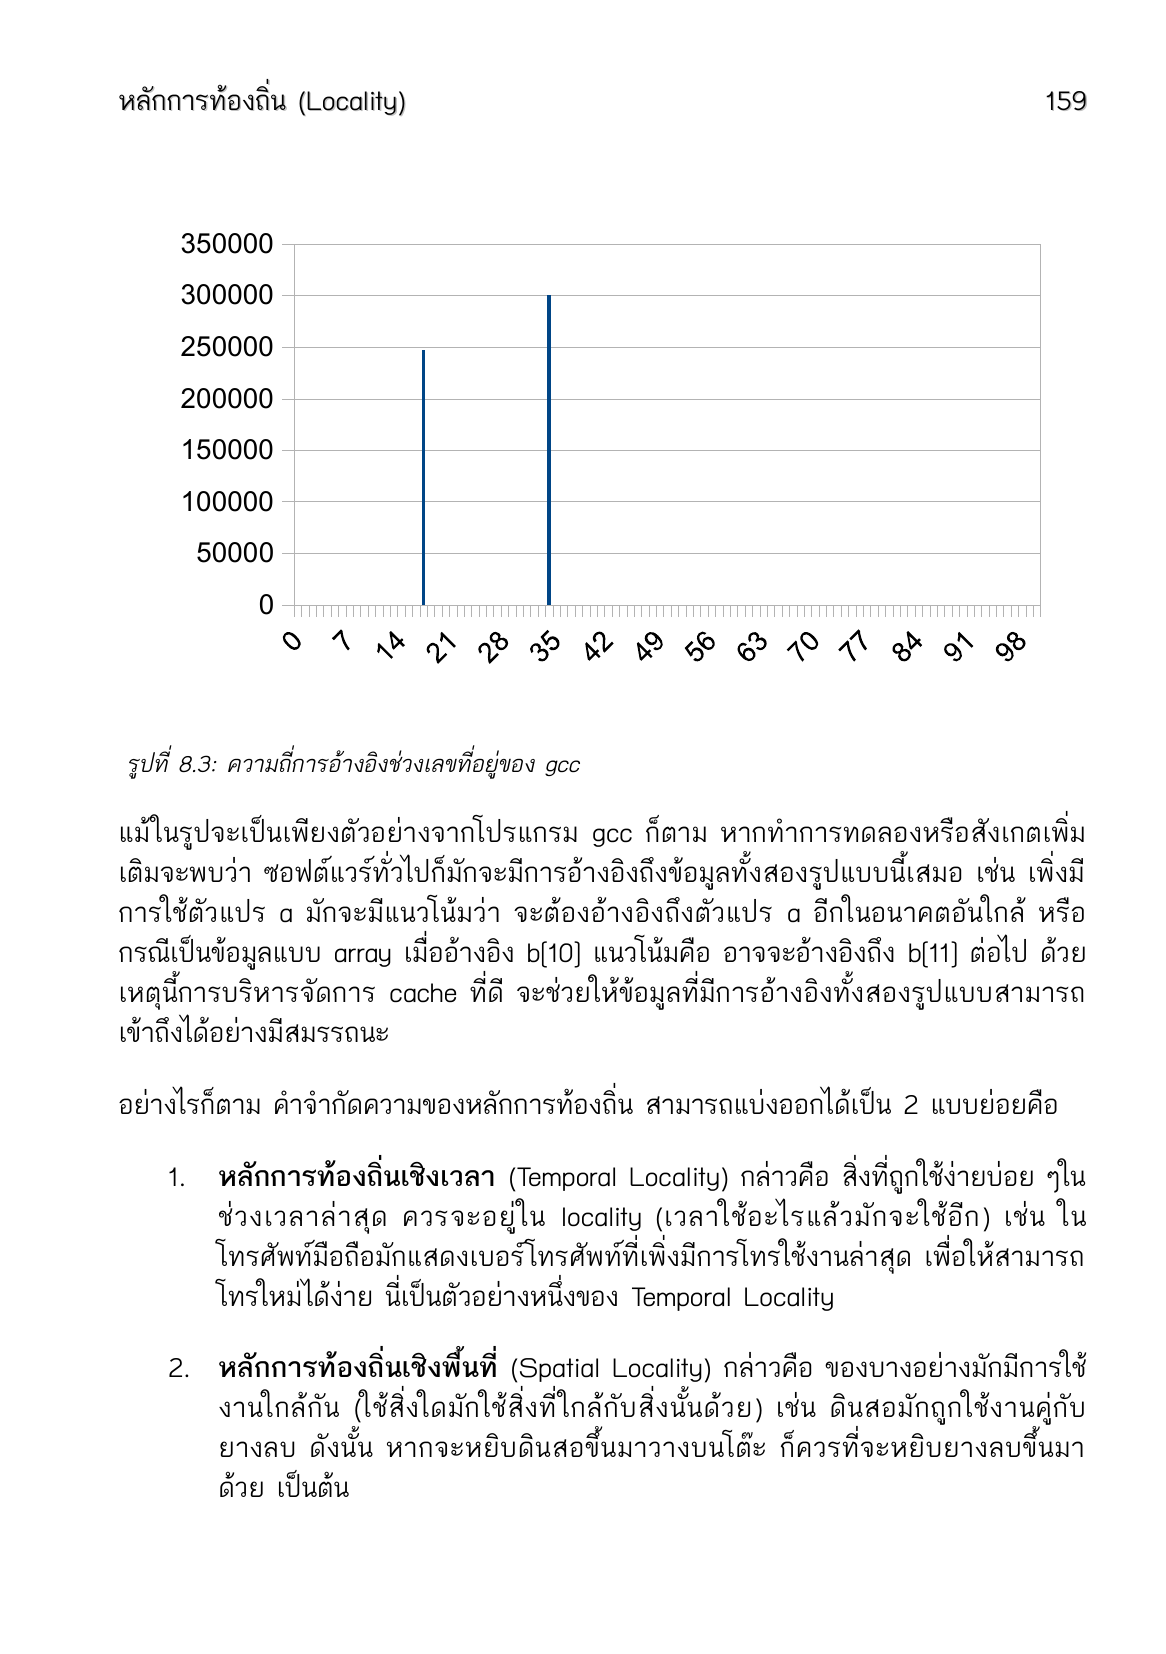 หลักการท้องถิ่น (Locality) 159
350000
300000
250000
200000
150000
100000
50000
0
0 7 14 21 28 35 42 49 56 63 70 77 84 91 98
รูปที่ 8.3: ความถี่การอ้างอิงช่วงเลขที่อยู่ของ gcc
แม้ในรูปจะเป็นเพียงตัวอย่างจากโปรแกรม gcc ก็ตาม หากทำการทดลองหรือสังเกตเพิ่ม
เติมจะพบว่า ซอฟต์แวร์ทั่วไปก็มักจะมีการอ้างอิงถึงข้อมูลทั้งสองรูปแบบนี้เสมอ เช่น เพิ่งมี
การใช้ตัวแปร a มักจะมีแนวโน้มว่า จะต้องอ้างอิงถึงตัวแปร a อีกในอนาคตอันใกล้ หรือ
กรณีเป็นข้อมูลแบบ array เมื่ออ้างอิง b[10] แนวโน้มคือ อาจจะอ้างอิงถึง b[11] ต่อไป ด้วย
เหตุนี้การบริหารจัดการ cache ที่ดี จะช่วยให้ข้อมูลที่มีการอ้างอิงทั้งสองรูปแบบสามารถ
เข้าถึงได้อย่างมีสมรรถนะ
อย่างไรก็ตาม คำจำกัดความของหลักการท้องถิ่น สามารถแบ่งออกได้เป็น 2 แบบย่อยคือ
1. หลักการท้องถิ่นเชิงเวลา (Temporal Locality) กล่าวคือ สิ่งที่ถูกใช้ง่ายบ่อย ๆใน
ช่วงเวลาล่าสุด ควรจะอยู่ใน locality (เวลาใช้อะไรแล้วมักจะใช้อีก) เช่น ใน
โทรศัพท์มือถือมักแสดงเบอร์โทรศัพท์ที่เพิ่งมีการโทรใช้งานล่าสุด เพื่อให้สามารถ
โทรใหม่ได้ง่าย นี่เป็นตัวอย่างหนึ่งของ Temporal Locality
2. หลักการท้องถิ่นเชิงพื้นที่ (Spatial Locality) กล่าวคือ ของบางอย่างมักมีการใช้
งานใกล้กัน (ใช้สิ่งใดมักใช้สิ่งที่ใกล้กับสิ่งนั้นด้วย) เช่น ดินสอมักถูกใช้งานคู่กับ
ยางลบ ดังนั้น หากจะหยิบดินสอขึ้นมาวางบนโต๊ะ ก็ควรที่จะหยิบยางลบขึ้นมา
ด้วย เป็นต้น